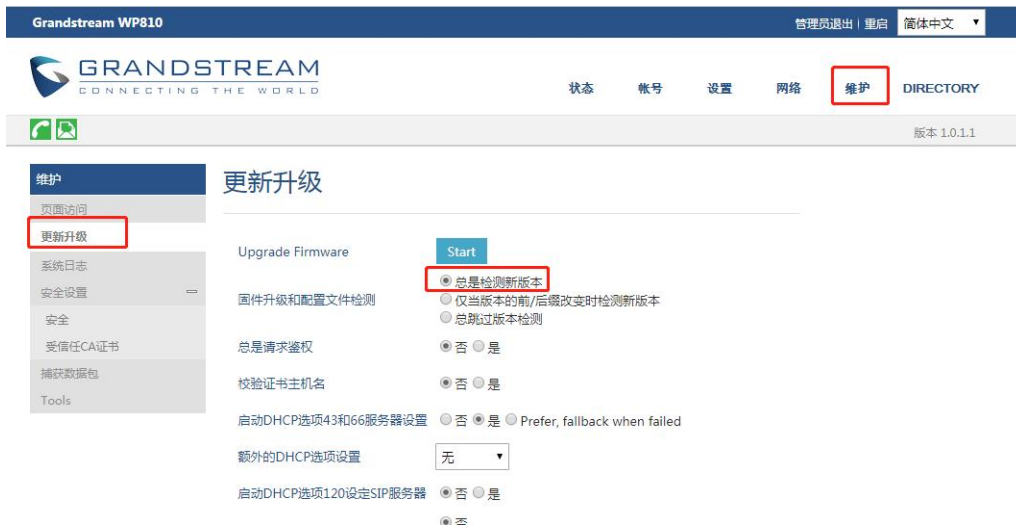 Grandstream WP810
管理员退出 | 重启 简体中文
GRANDSTREAM
CONNECTING THE WORLD
状态 帐号 设置 网络 维护 DIRECTORY
版本 1.0.1.1
维护
页面访问
更新升级
系统日志
安全设置
安全
受信任CA证书
捕获数据包
Tools
更新升级
Upgrade Firmware Start
固件升级和配置文件检测
总是检测新版本
仅当版本的前/后缀改变时检测新版本
总跳过版本检测
总是请求鉴权 否 是
校验证书主机名 否 是
启动DHCP选项43和66服务器设置 否 是 Prefer, fallback when failed
额外的DHCP选项设置 无
启动DHCP选项120设定SIP服务器 否 是
否